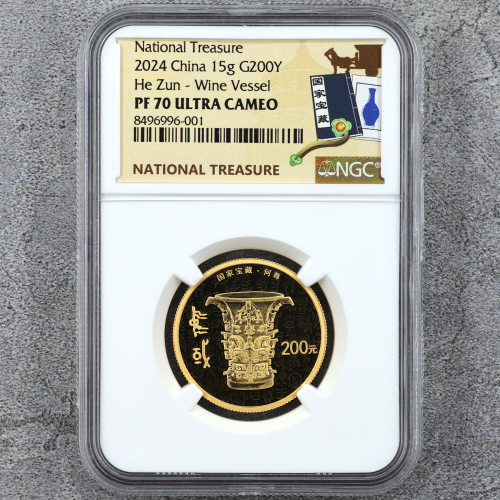 National Treasure
2024 China 15g G200Y
He Zun - Wine Vessel
PF 70 ULTRA CAMEO
8496996-001
NATIONAL TREASURE
国家宝藏
NGC®
国家宝藏·何尊
200元